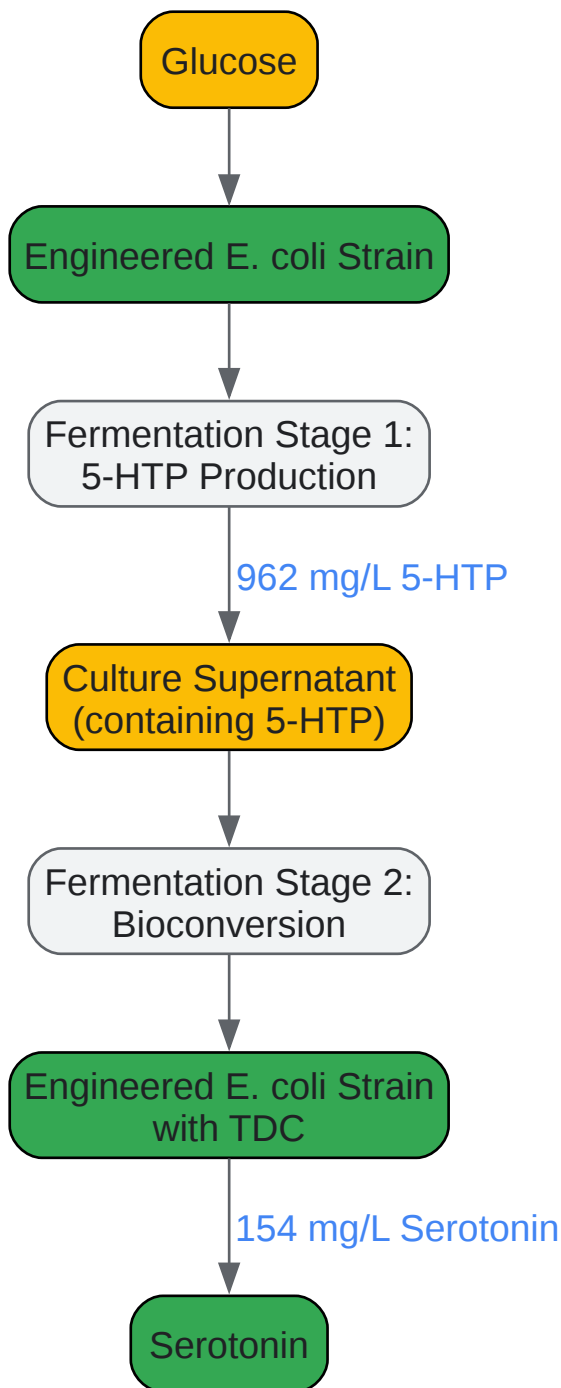 Glucose
Engineered E. coli Strain
Fermentation Stage 1:
5-HTP Production
962 mg/L 5-HTP
Culture Supernatant
(containing 5-HTP)
Fermentation Stage 2:
Bioconversion
Engineered E. coli Strain
with TDC
154 mg/L Serotonin
Serotonin